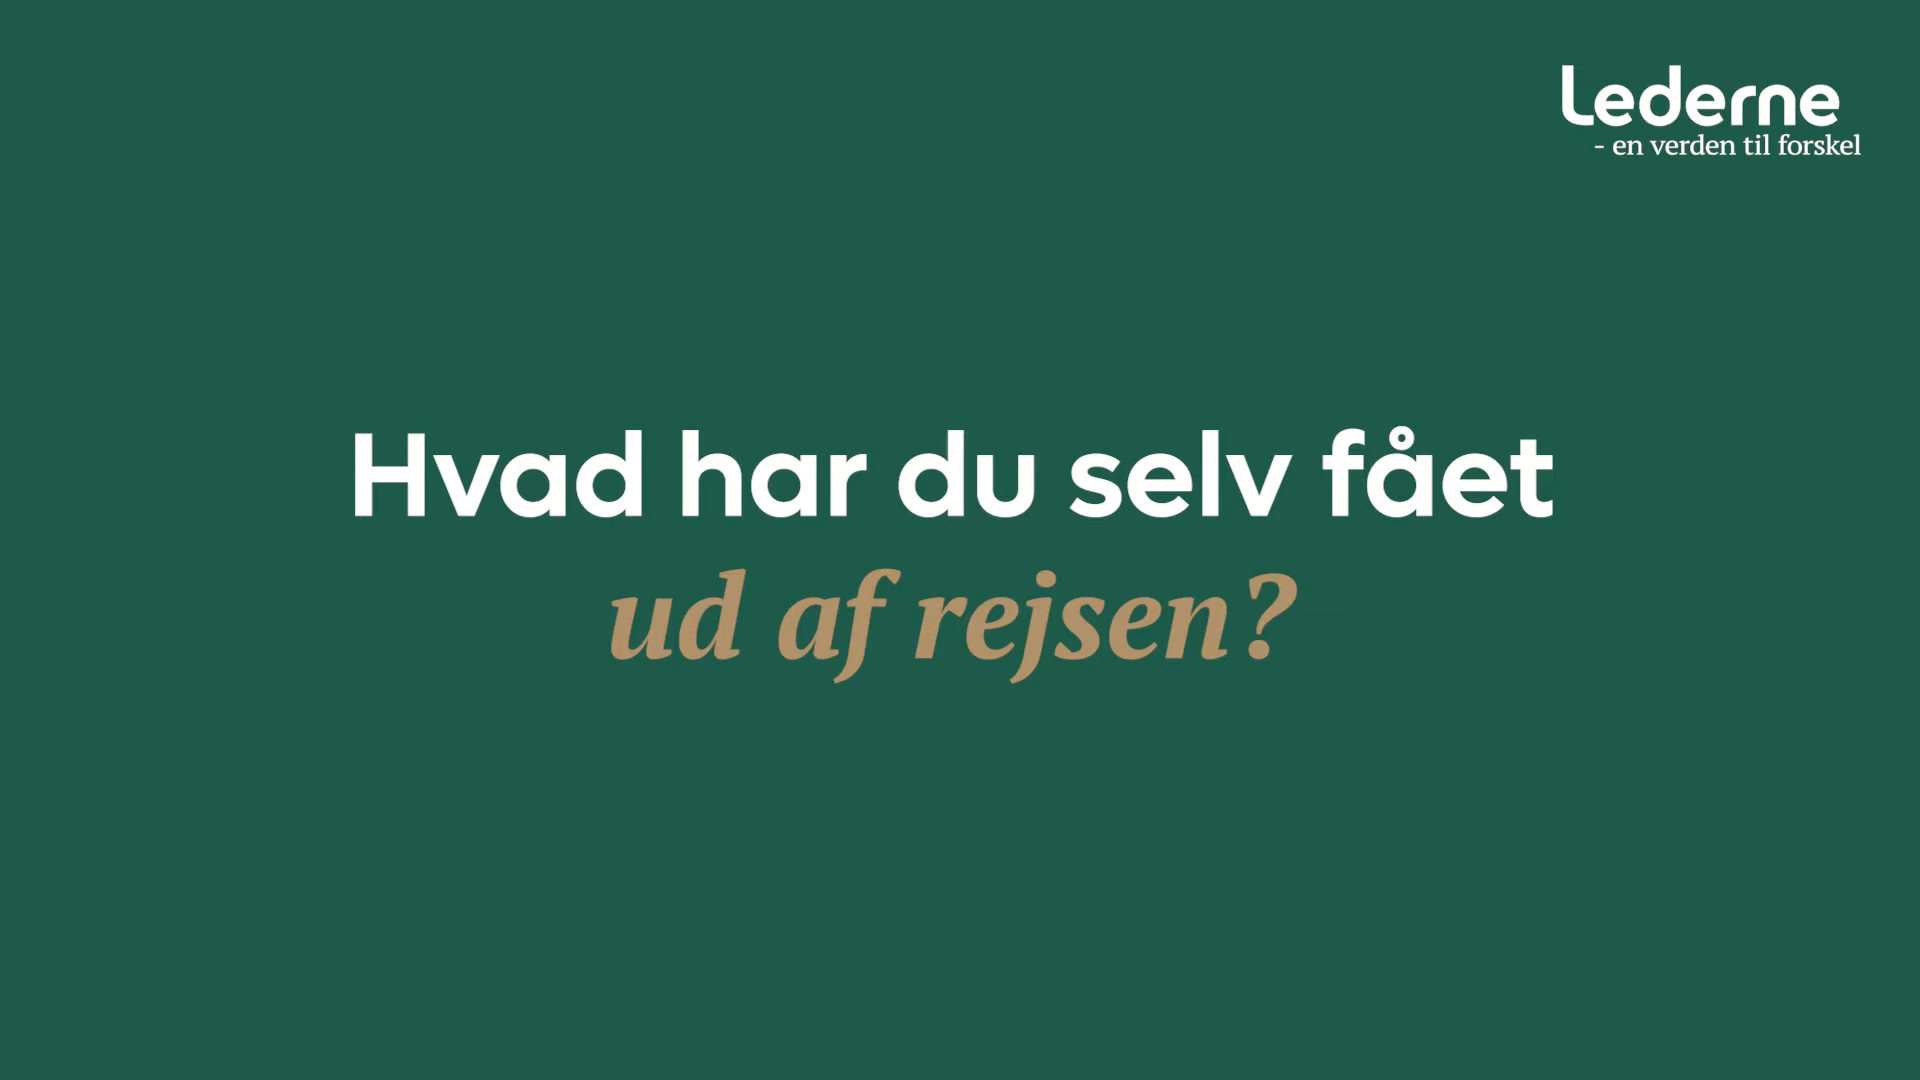 Lederne
- en verden til forskel
Hvad har du selv fået
ud af rejsen?